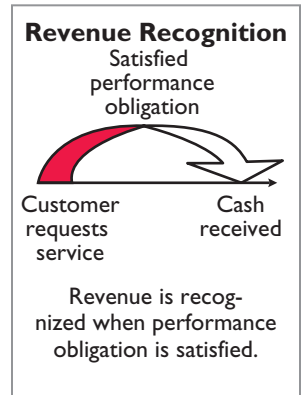 Revenue Recognition
Satisfied
performance
obligation
Customer
requests
service
Cash
received
Revenue is recog-
nized when performance
obligation is satisfied.